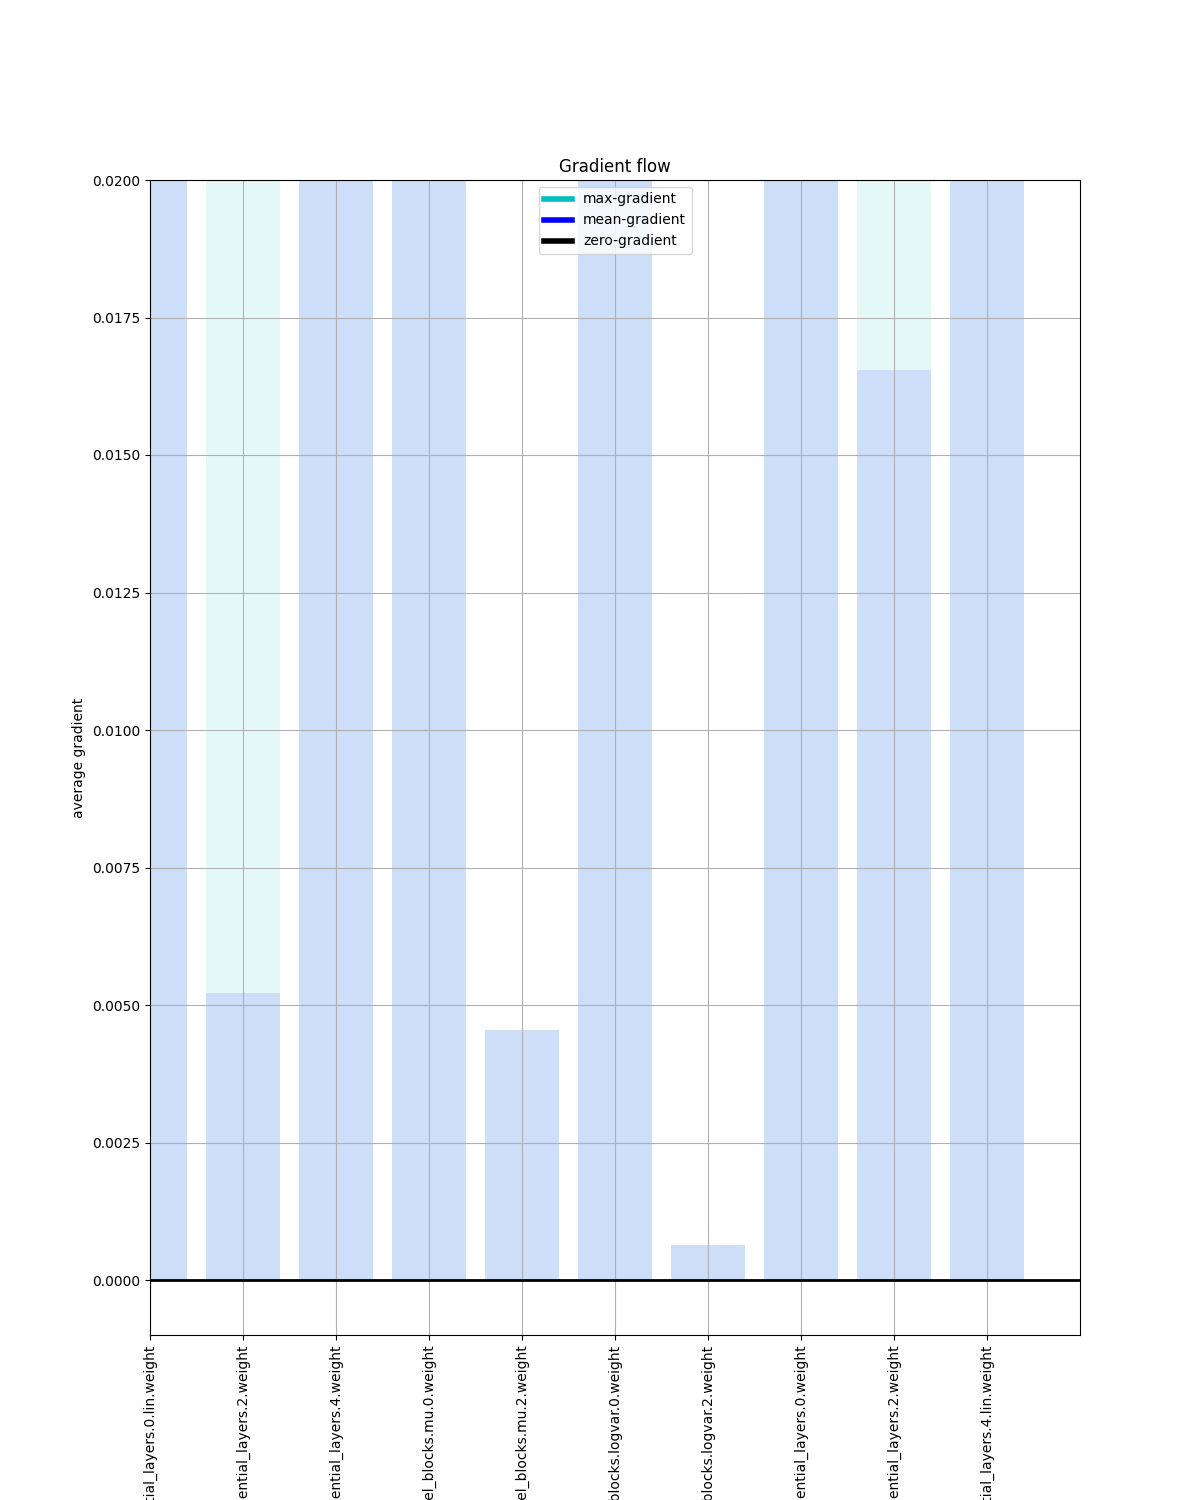 Gradient flow
max-gradient
mean-gradient
zero-gradient
0.0200
0.0175
0.0150
0.0125
0.0100
0.0075
0.0050
0.0025
0.0000
average gradient
tial_layers.0.lin.weight
ential_layers.2.weight
ential_layers.4.weight
el_blocks.mu.0.weight
el_blocks.mu.2.weight
blocks.logvar.0.weight
blocks.logvar.2.weight
ential_layers.0.weight
ential_layers.2.weight
tial_layers.4.lin.weight